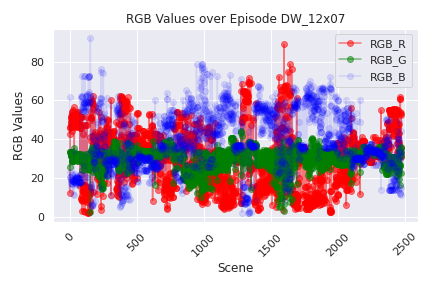 RGB Values over Episode DW_12x07
RGB_R
RGB_G
RGB_B
RGB Values
80
60
40
20
0
0
500
1000
1500
2000
2500
Scene